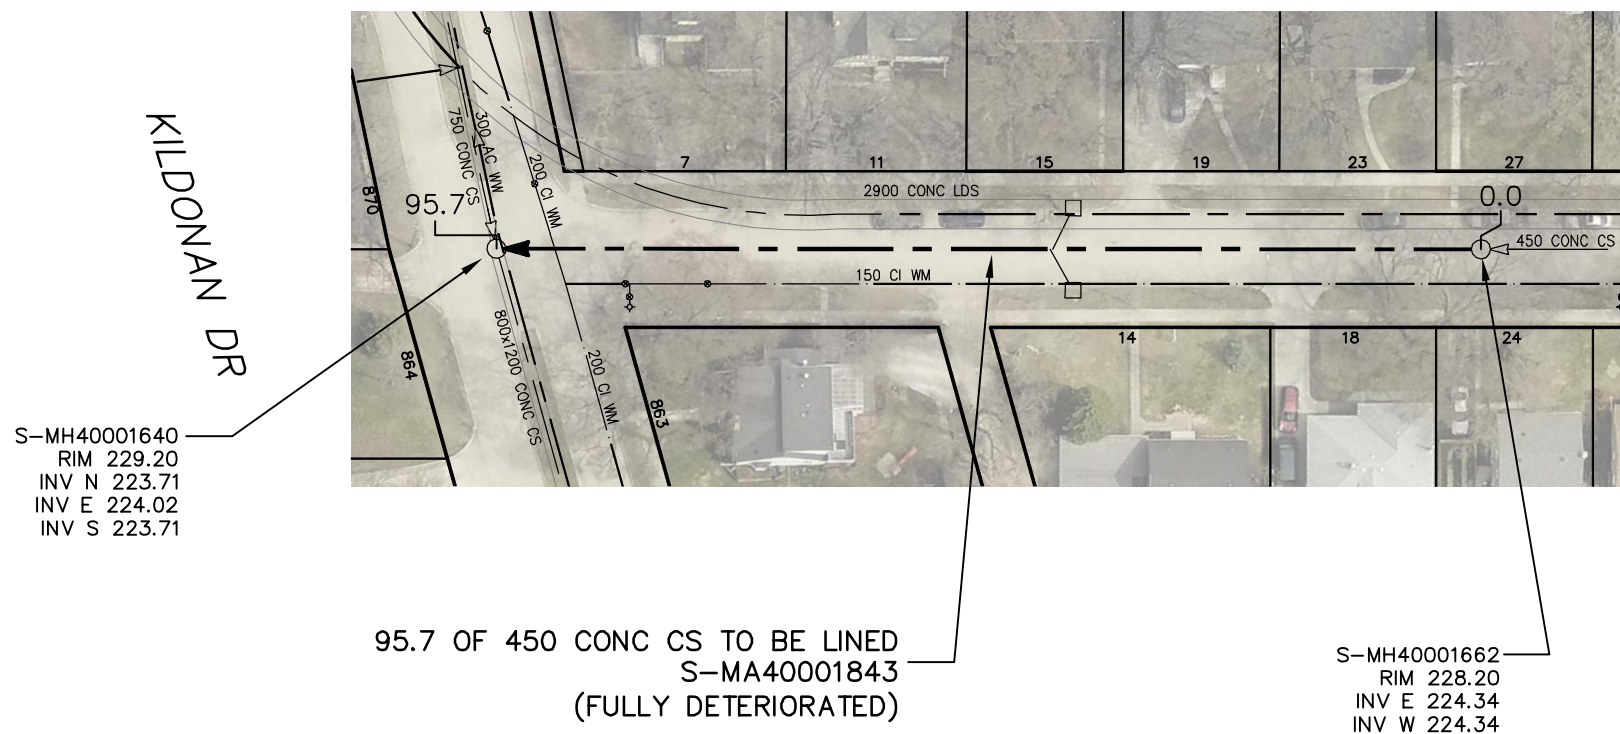 KILDONAN DR
750 CONC CS
300 AC WW
200 CI WM
870
95.7
7
11
15
19
23
27
2900 CONC LDS
0.0
450 CONC CS
150 CI WM
864
800x1200 CONC CS
200 CI WM
863
14
18
24
S-MH40001640
RIM 229.20
INV N 223.71
INV E 224.02
INV S 223.71
95.7 OF 450 CONC CS TO BE LINED
S-MA40001843
(FULLY DETERIORATED)
S-MH40001662
RIM 228.20
INV E 224.34
INV W 224.34